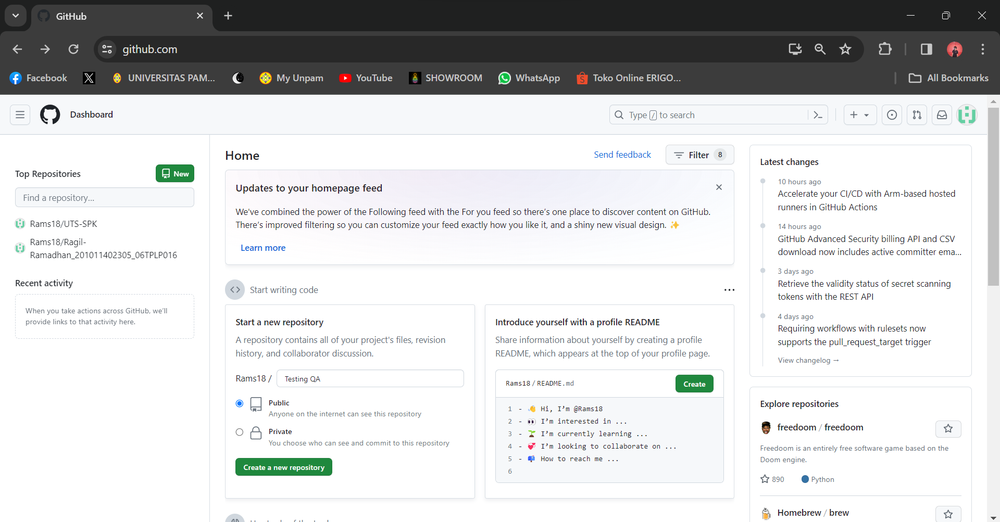 GitHub
github.com
Facebook
UNIVERSITAS PAM...
My Unpam
YouTube
SHOWROOM
WhatsApp
Toko Online ERIGO...
All Bookmarks
Dashboard
Type / to search
Top Repositories
New
Find a repository...
Rams18/UTS-SPK
Rams18/Ragil-
Ramadhan_201011402305_06TPLP016
Recent activity
When you take actions across GitHub, we’ll
provide links to that activity here.
Home
Send feedback
Filter 8
Updates to your homepage feed
We've combined the power of the Following feed with the For you feed so there’s one place to discover content on GitHub.
There’s improved filtering so you can customize your feed exactly how you like it, and a shiny new visual design. ✨
Learn more
Start writing code
Start a new repository
A repository contains all of your project's files, revision
history, and collaborator discussion.
Rams18 / Testing QA
Public
Anyone on the internet can see this repository
Private
You choose who can see and commit to this repository
Create a new repository
Introduce yourself with a profile README
Share information about yourself by creating a profile
README, which appears at the top of your profile page.
Rams18 / README.md
Create
1 - 👋 Hi, I’m @Rams18
2 - 👀 I’m interested in ...
3 - 🌱 I’m currently learning ...
4 - 💞️ I’m looking to collaborate on ...
5 - 📫 How to reach me ...
6
Latest changes
10 hours ago
Accelerate your CI/CD with Arm-based hosted
runners in GitHub Actions
14 hours ago
GitHub Advanced Security billing API and CSV
download now includes active committer ema...
3 days ago
Retrieve the validity status of secret scanning
tokens with the REST API
4 days ago
Requiring workflows with rulesets now
supports the pull_request_target trigger
View changelog →
Explore repositories
freedoom / freedoom
Freedoom is an entirely free software game based on the
Doom engine.
890
Python
Homebrew / brew